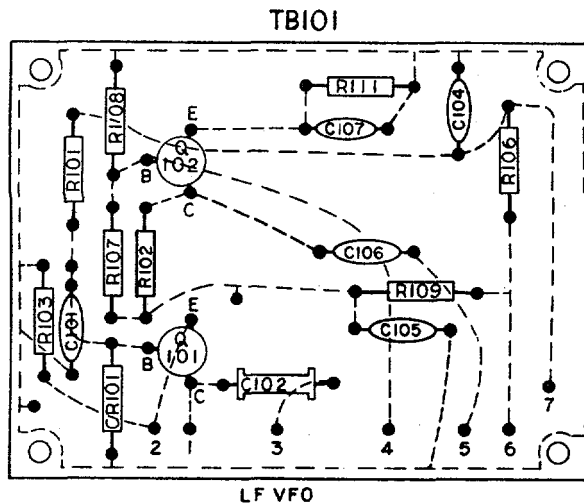 TB101
E
R111
R1108
C104
C107
R101
Q
102
R106
B
C
R107
R102
C106
E
R109
R103
C101
C105
Q
101
B
C
C102
CR101
7
2
1
3
4
5
6
LF VFO